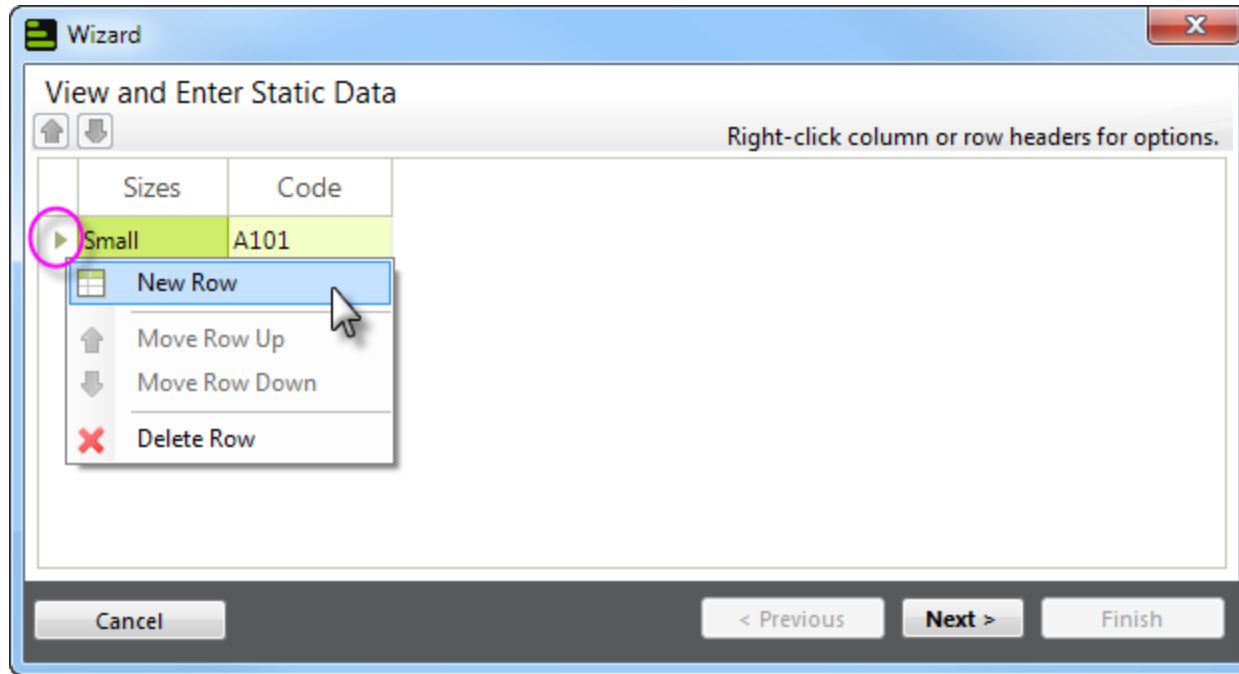 Wizard
View and Enter Static Data
Right-click column or row headers for options.
Sizes Code
Small A101
New Row
Move Row Up
Move Row Down
Delete Row
Cancel < Previous Next > Finish